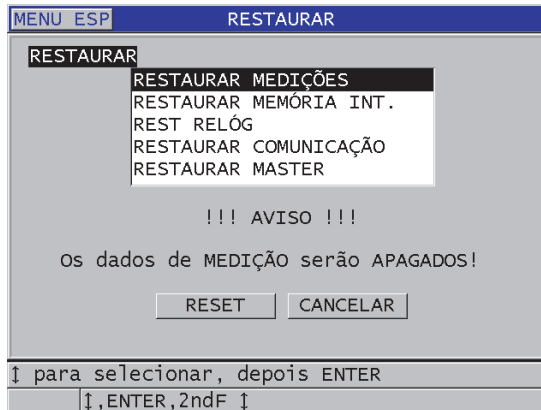 MENU ESP RESTAURAR
RESTAURAR
RESTAURAR MEDIÇÕES
RESTAURAR MEMÓRIA INT.
REST RELÓG
RESTAURAR COMUNICAÇÃO
RESTAURAR MASTER
!!! AVISO !!!
Os dados de MEDIÇÃO serão APAGADOS!
RESET CANCELAR
↕ para selecionar, depois ENTER
↕,ENTER,2ndF ↕